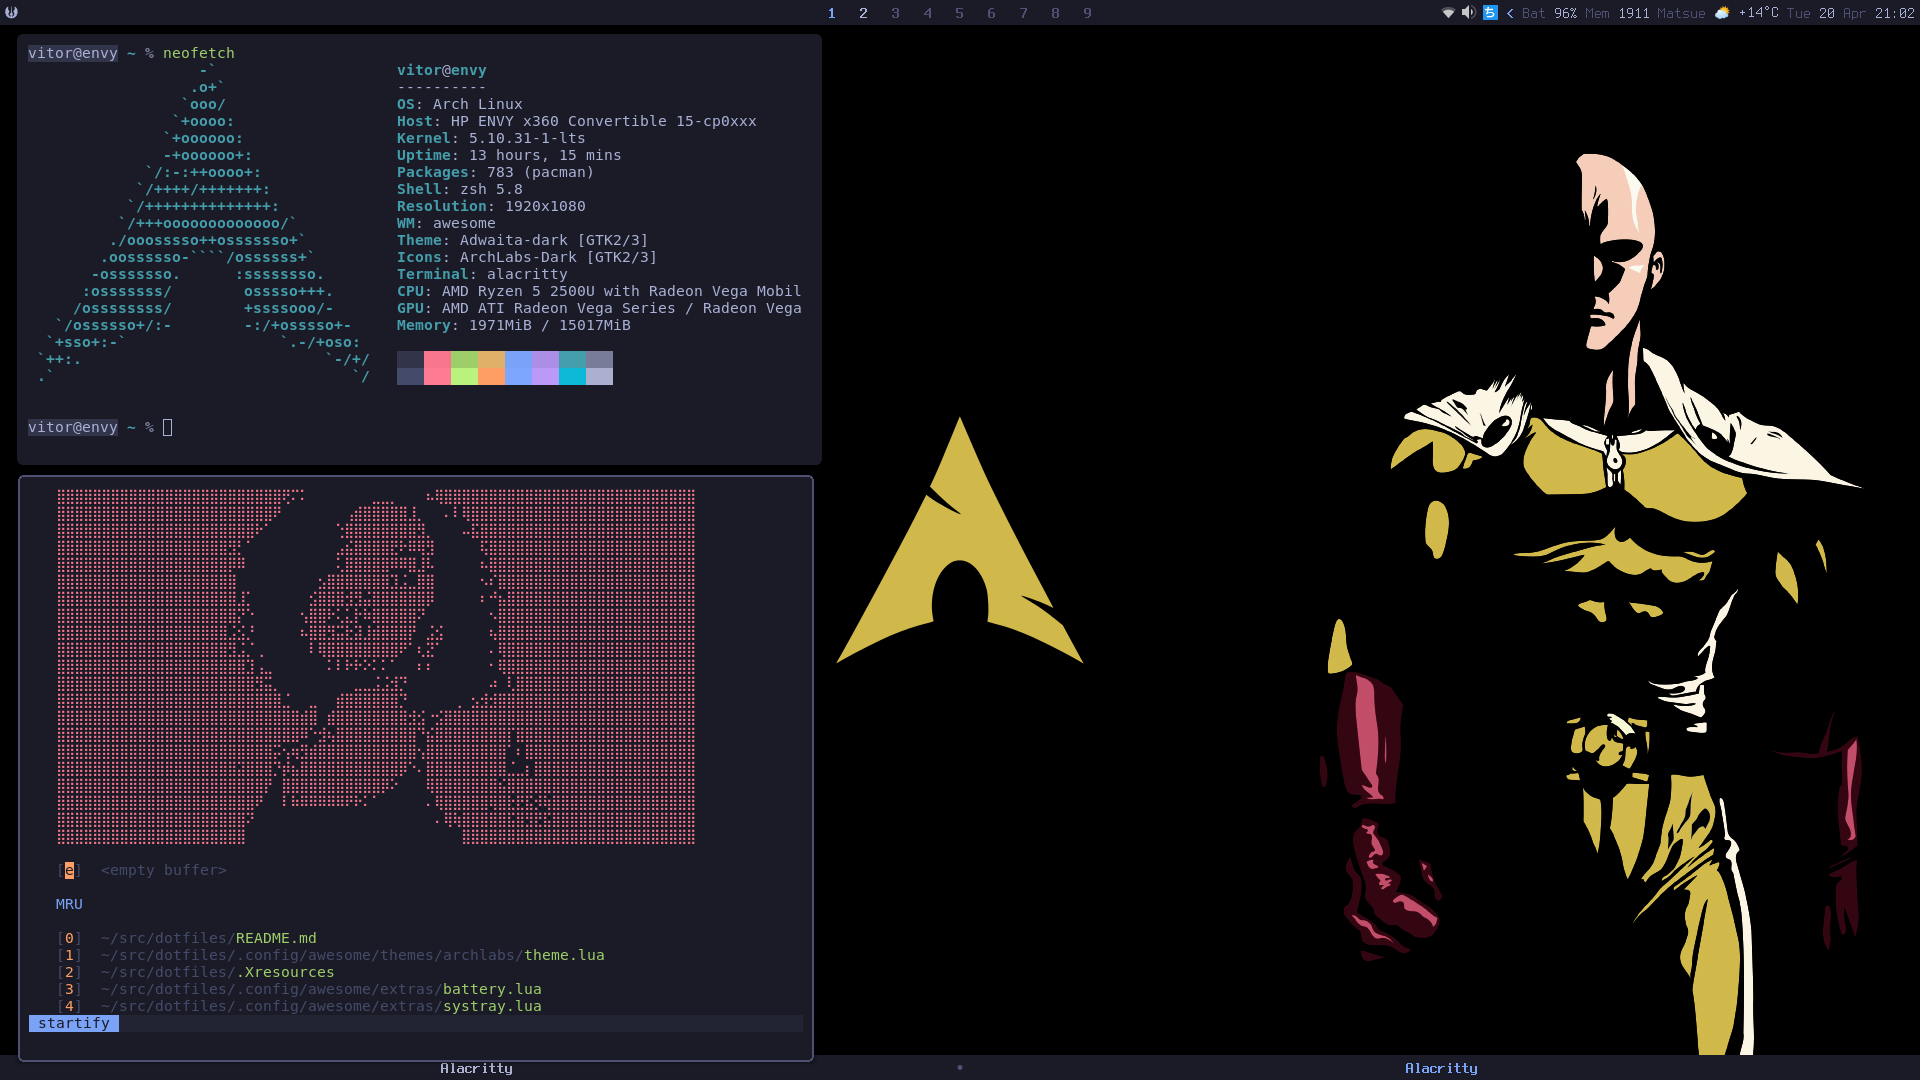 1 2 3 4 5 6 7 8 9
ち < Bat 96% Mem 1911 Matsue +14°C Tue 20 Apr 21:02
vitor@envy ~ % neofetch
vitor@envy
----------
OS: Arch Linux
Host: HP ENVY x360 Convertible 15-cp0xxx
Kernel: 5.10.31-1-lts
Uptime: 13 hours, 15 mins
Packages: 783 (pacman)
Shell: zsh 5.8
Resolution: 1920x1080
WM: awesome
Theme: Adwaita-dark [GTK2/3]
Icons: ArchLabs-Dark [GTK2/3]
Terminal: alacritty
CPU: AMD Ryzen 5 2500U with Radeon Vega Mobil
GPU: AMD ATI Radeon Vega Series / Radeon Vega
Memory: 1971MiB / 15017MiB
vitor@envy ~ %
[e] <empty buffer>
MRU
[0] ~/src/dotfiles/README.md
[1] ~/src/dotfiles/.config/awesome/themes/archlabs/theme.lua
[2] ~/src/dotfiles/.Xresources
[3] ~/src/dotfiles/.config/awesome/extras/battery.lua
[4] ~/src/dotfiles/.config/awesome/extras/systray.lua
startify
Alacritty
Alacritty